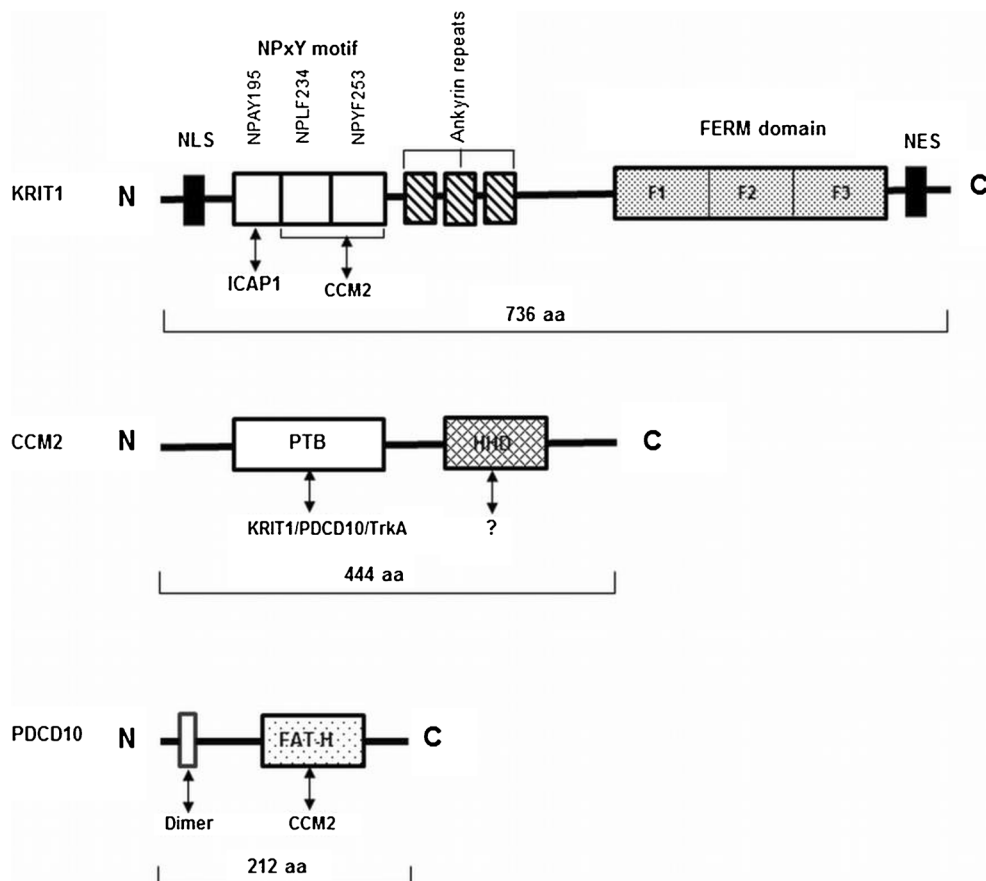 NPxY motif
NPAY195
NPLF234
NPYF253
Ankyrin repeats
FERM domain
NLS
NES
KRIT1 N C
F1 F2 F3
ICAP1
CCM2
736 aa
CCM2 N PTB HHD C
KRIT1/PDCD10/TrkA
?
444 aa
PDCD10 N FAT-H C
Dimer
CCM2
212 aa